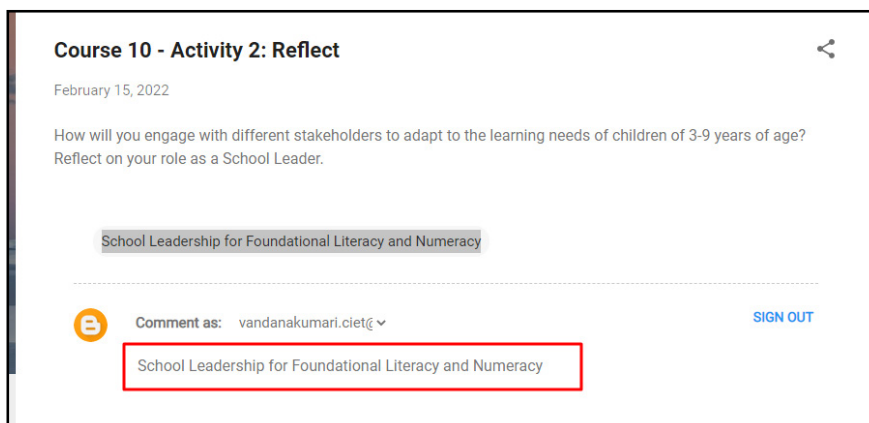 Course 10 - Activity 2: Reflect
February 15, 2022
How will you engage with different stakeholders to adapt to the learning needs of children of 3-9 years of age?
Reflect on your role as a School Leader.
School Leadership for Foundational Literacy and Numeracy
Comment as: vandanakumari.ciet@ SIGN OUT
School Leadership for Foundational Literacy and Numeracy